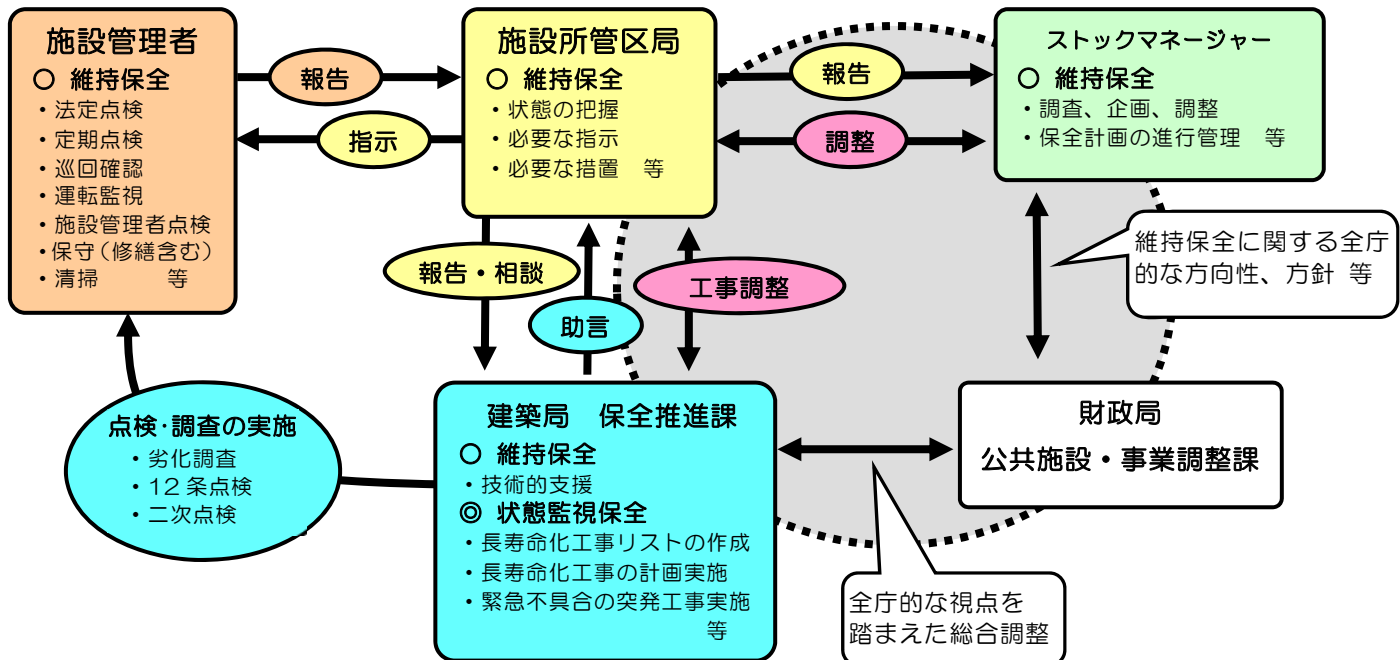 施設管理者
○ 維持保全
・法定点検
・定期点検
・巡回確認
・運転監視
・施設管理者点検
・保守（修繕含む）
・清掃　　　等
報告
指示
施設所管区局
○ 維持保全
・状態の把握
・必要な指示
・必要な措置　等
報告
調整
ストックマネージャー
○ 維持保全
・調査、企画、調整
・保全計画の進行管理　等
報告・相談
助言
工事調整
維持保全に関する全庁
的な方向性、方針 等
点検・調査の実施
・劣化調査
・12 条点検
・二次点検
建築局　保全推進課
○ 維持保全
・技術的支援
◎ 状態監視保全
・長寿命化工事リストの作成
・長寿命化工事の計画実施
・緊急不具合の突発工事実施
等
財政局
公共施設・事業調整課
全庁的な視点を
踏まえた総合調整